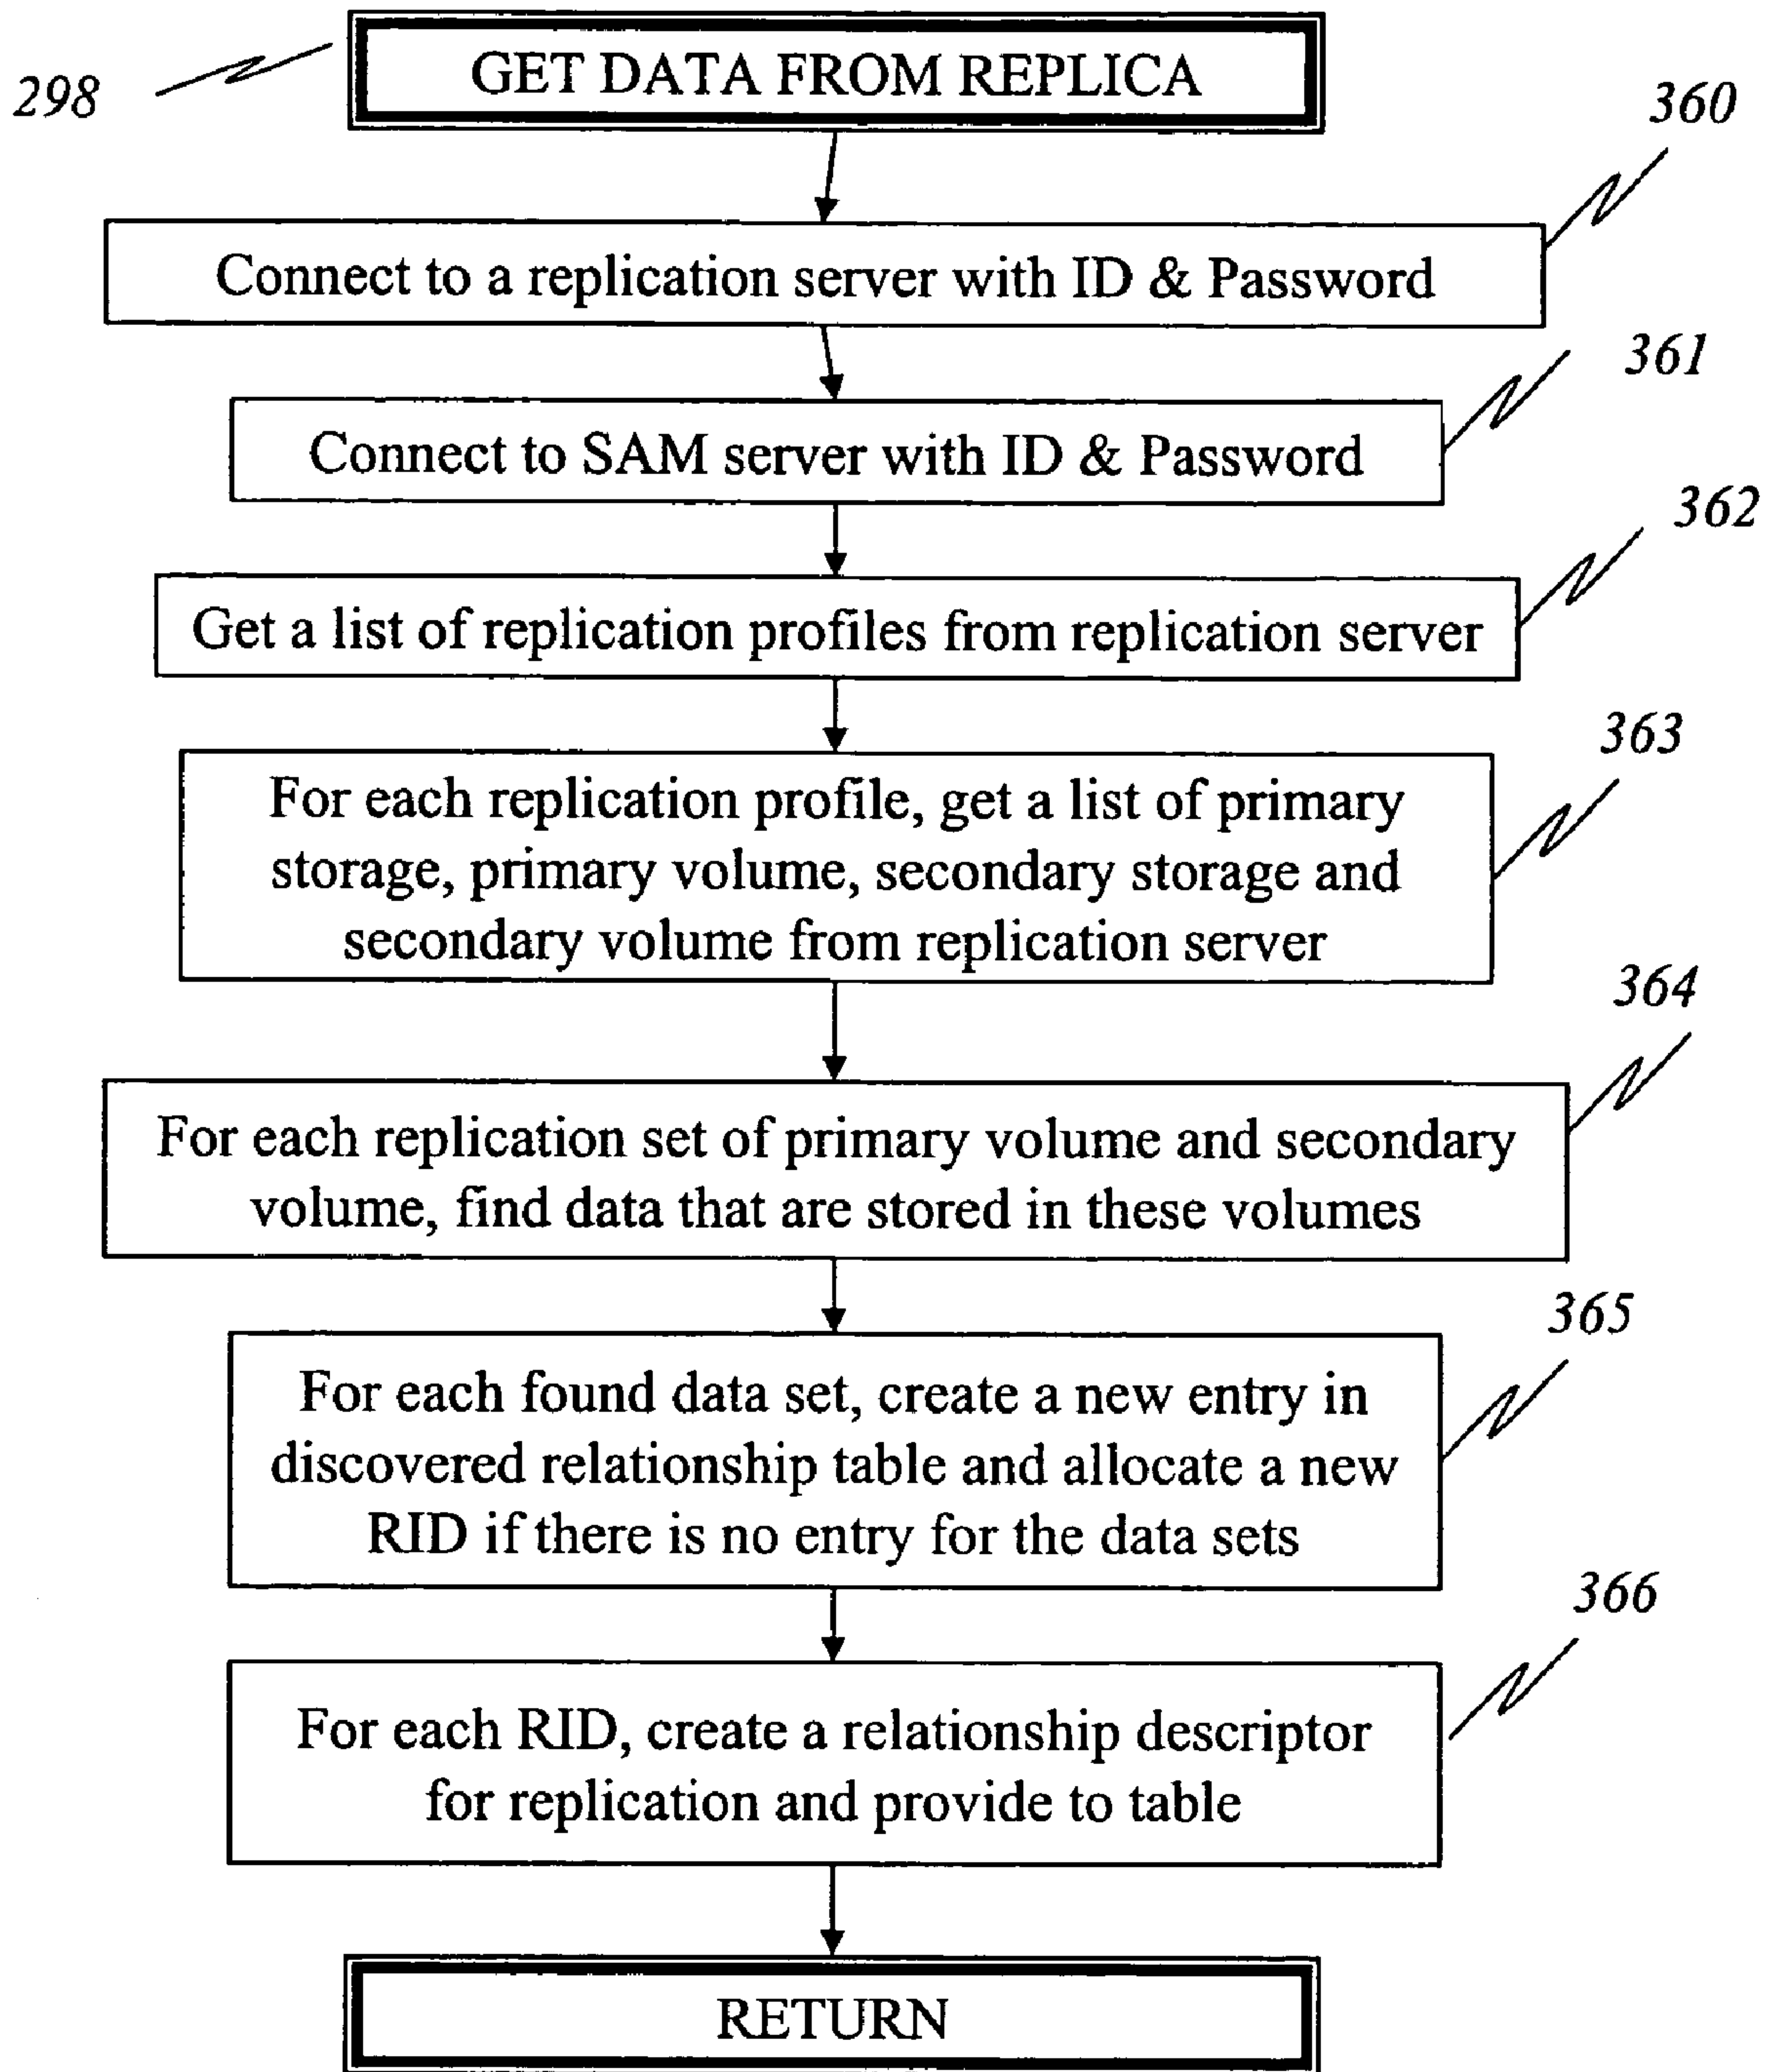 298
GET DATA FROM REPLICA
360
Connect to a replication server with ID & Password
361
Connect to SAM server with ID & Password
362
Get a list of replication profiles from replication server
363
For each replication profile, get a list of primary
storage, primary volume, secondary storage and
secondary volume from replication server
364
For each replication set of primary volume and secondary
volume, find data that are stored in these volumes
365
For each found data set, create a new entry in
discovered relationship table and allocate a new
RID if there is no entry for the data sets
366
For each RID, create a relationship descriptor
for replication and provide to table
RETURN